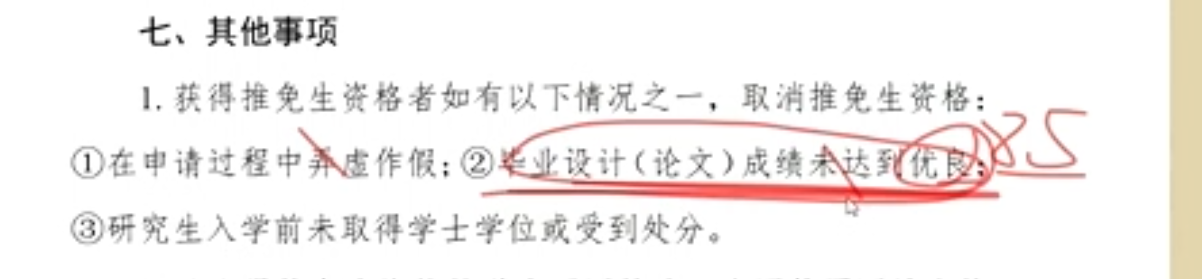 七、其他事项
1.获得推免生资格者如有以下情况之一，取消推免生资格：
①在申请过程中弄虚作假；②毕业设计（论文）成绩未达到优良；
85
③研究生入学前未取得学士学位或受到处分。